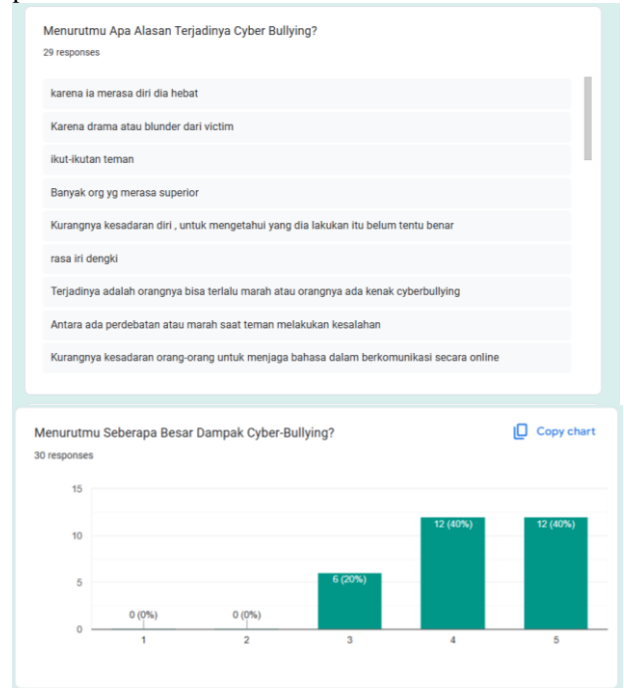 Menurutmu Apa Alasan Terjadinya Cyber Bullying?
29 responses
karena ia merasa diri dia hebat
Karena drama atau blunder dari victim
ikut-ikutan teman
Banyak org yg merasa superior
Kurangnya kesadaran diri , untuk mengetahui yang dia lakukan itu belum tentu benar
rasa iri dengki
Terjadinya adalah orangnya bisa terlalu marah atau orangnya ada kenak cyberbullying
Antara ada perdebatan atau marah saat teman melakukan kesalahan
Kurangnya kesadaran orang-orang untuk menjaga bahasa dalam berkomunikasi secara online
Menurutmu Seberapa Besar Dampak Cyber-Bullying?
Copy chart
30 responses
15
10
5
0
0 (0%)
0 (0%)
6 (20%)
12 (40%)
12 (40%)
1
2
3
4
5